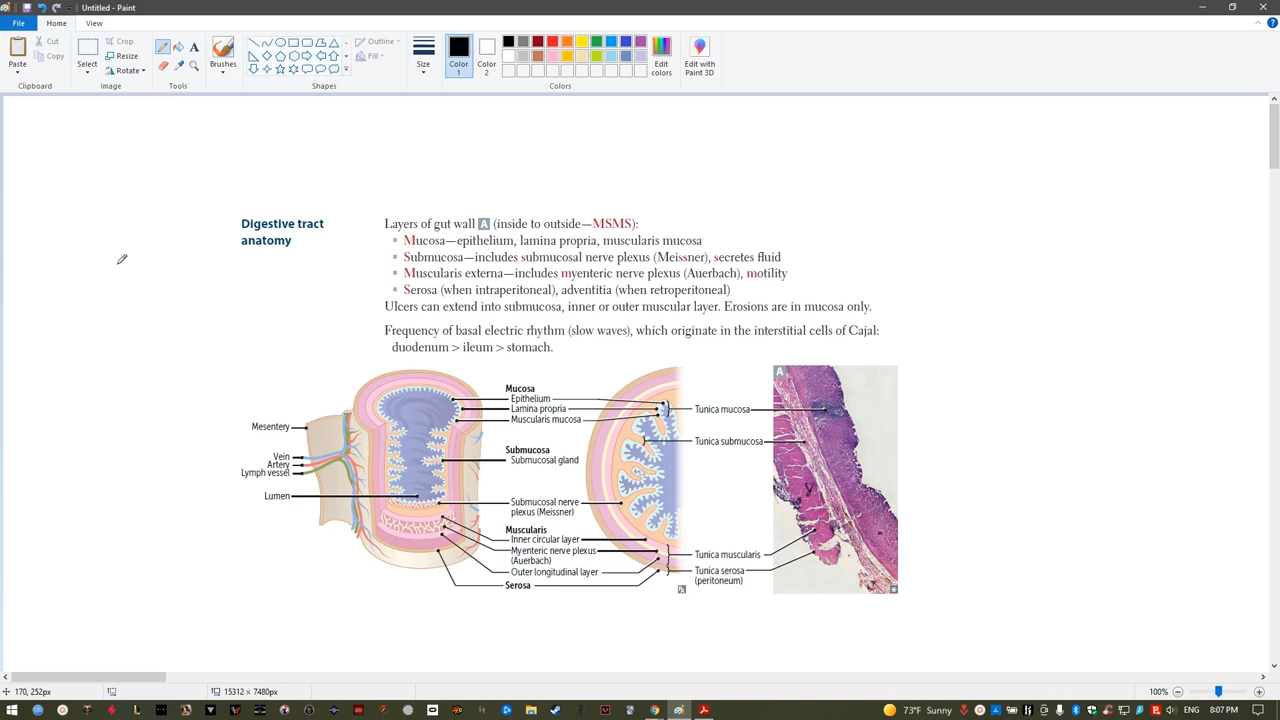 Untitled - Paint
File
Home
View
Paste
Cut
Copy
Clipboard
Select
Crop
Resize
Rotate
Image
Tools
Brushes
Shapes
Outline
Fill
Size
Color 1
Color 2
Colors
Edit colors
Edit with Paint 3D
Digestive tract anatomy
Layers of gut wall A (inside to outside—MSMS):
Mucosa—epithelium, lamina propria, muscularis mucosa
Submucosa—includes submucosal nerve plexus (Meissner), secretes fluid
Muscularis externa—includes myenteric nerve plexus (Auerbach), motility
Serosa (when intraperitoneal), adventitia (when retroperitoneal)
Ulcers can extend into submucosa, inner or outer muscular layer. Erosions are in mucosa only.
Frequency of basal electric rhythm (slow waves), which originate in the interstitial cells of Cajal:
duodenum > ileum > stomach.
Mesentery
Vein
Artery
Lymph vessel
Lumen
Mucosa
Epithelium
Lamina propria
Muscularis mucosa
Submucosa
Submucosal gland
Submucosal nerve
plexus (Meissner)
Muscularis
Inner circular layer
Myenteric nerve plexus
(Auerbach)
Outer longitudinal layer
Serosa
Tunica mucosa
Tunica submucosa
Tunica muscularis
Tunica serosa
(peritoneum)
A
170, 252px
15312 × 7480px
100%
73°F Sunny
ENG
8:07 PM